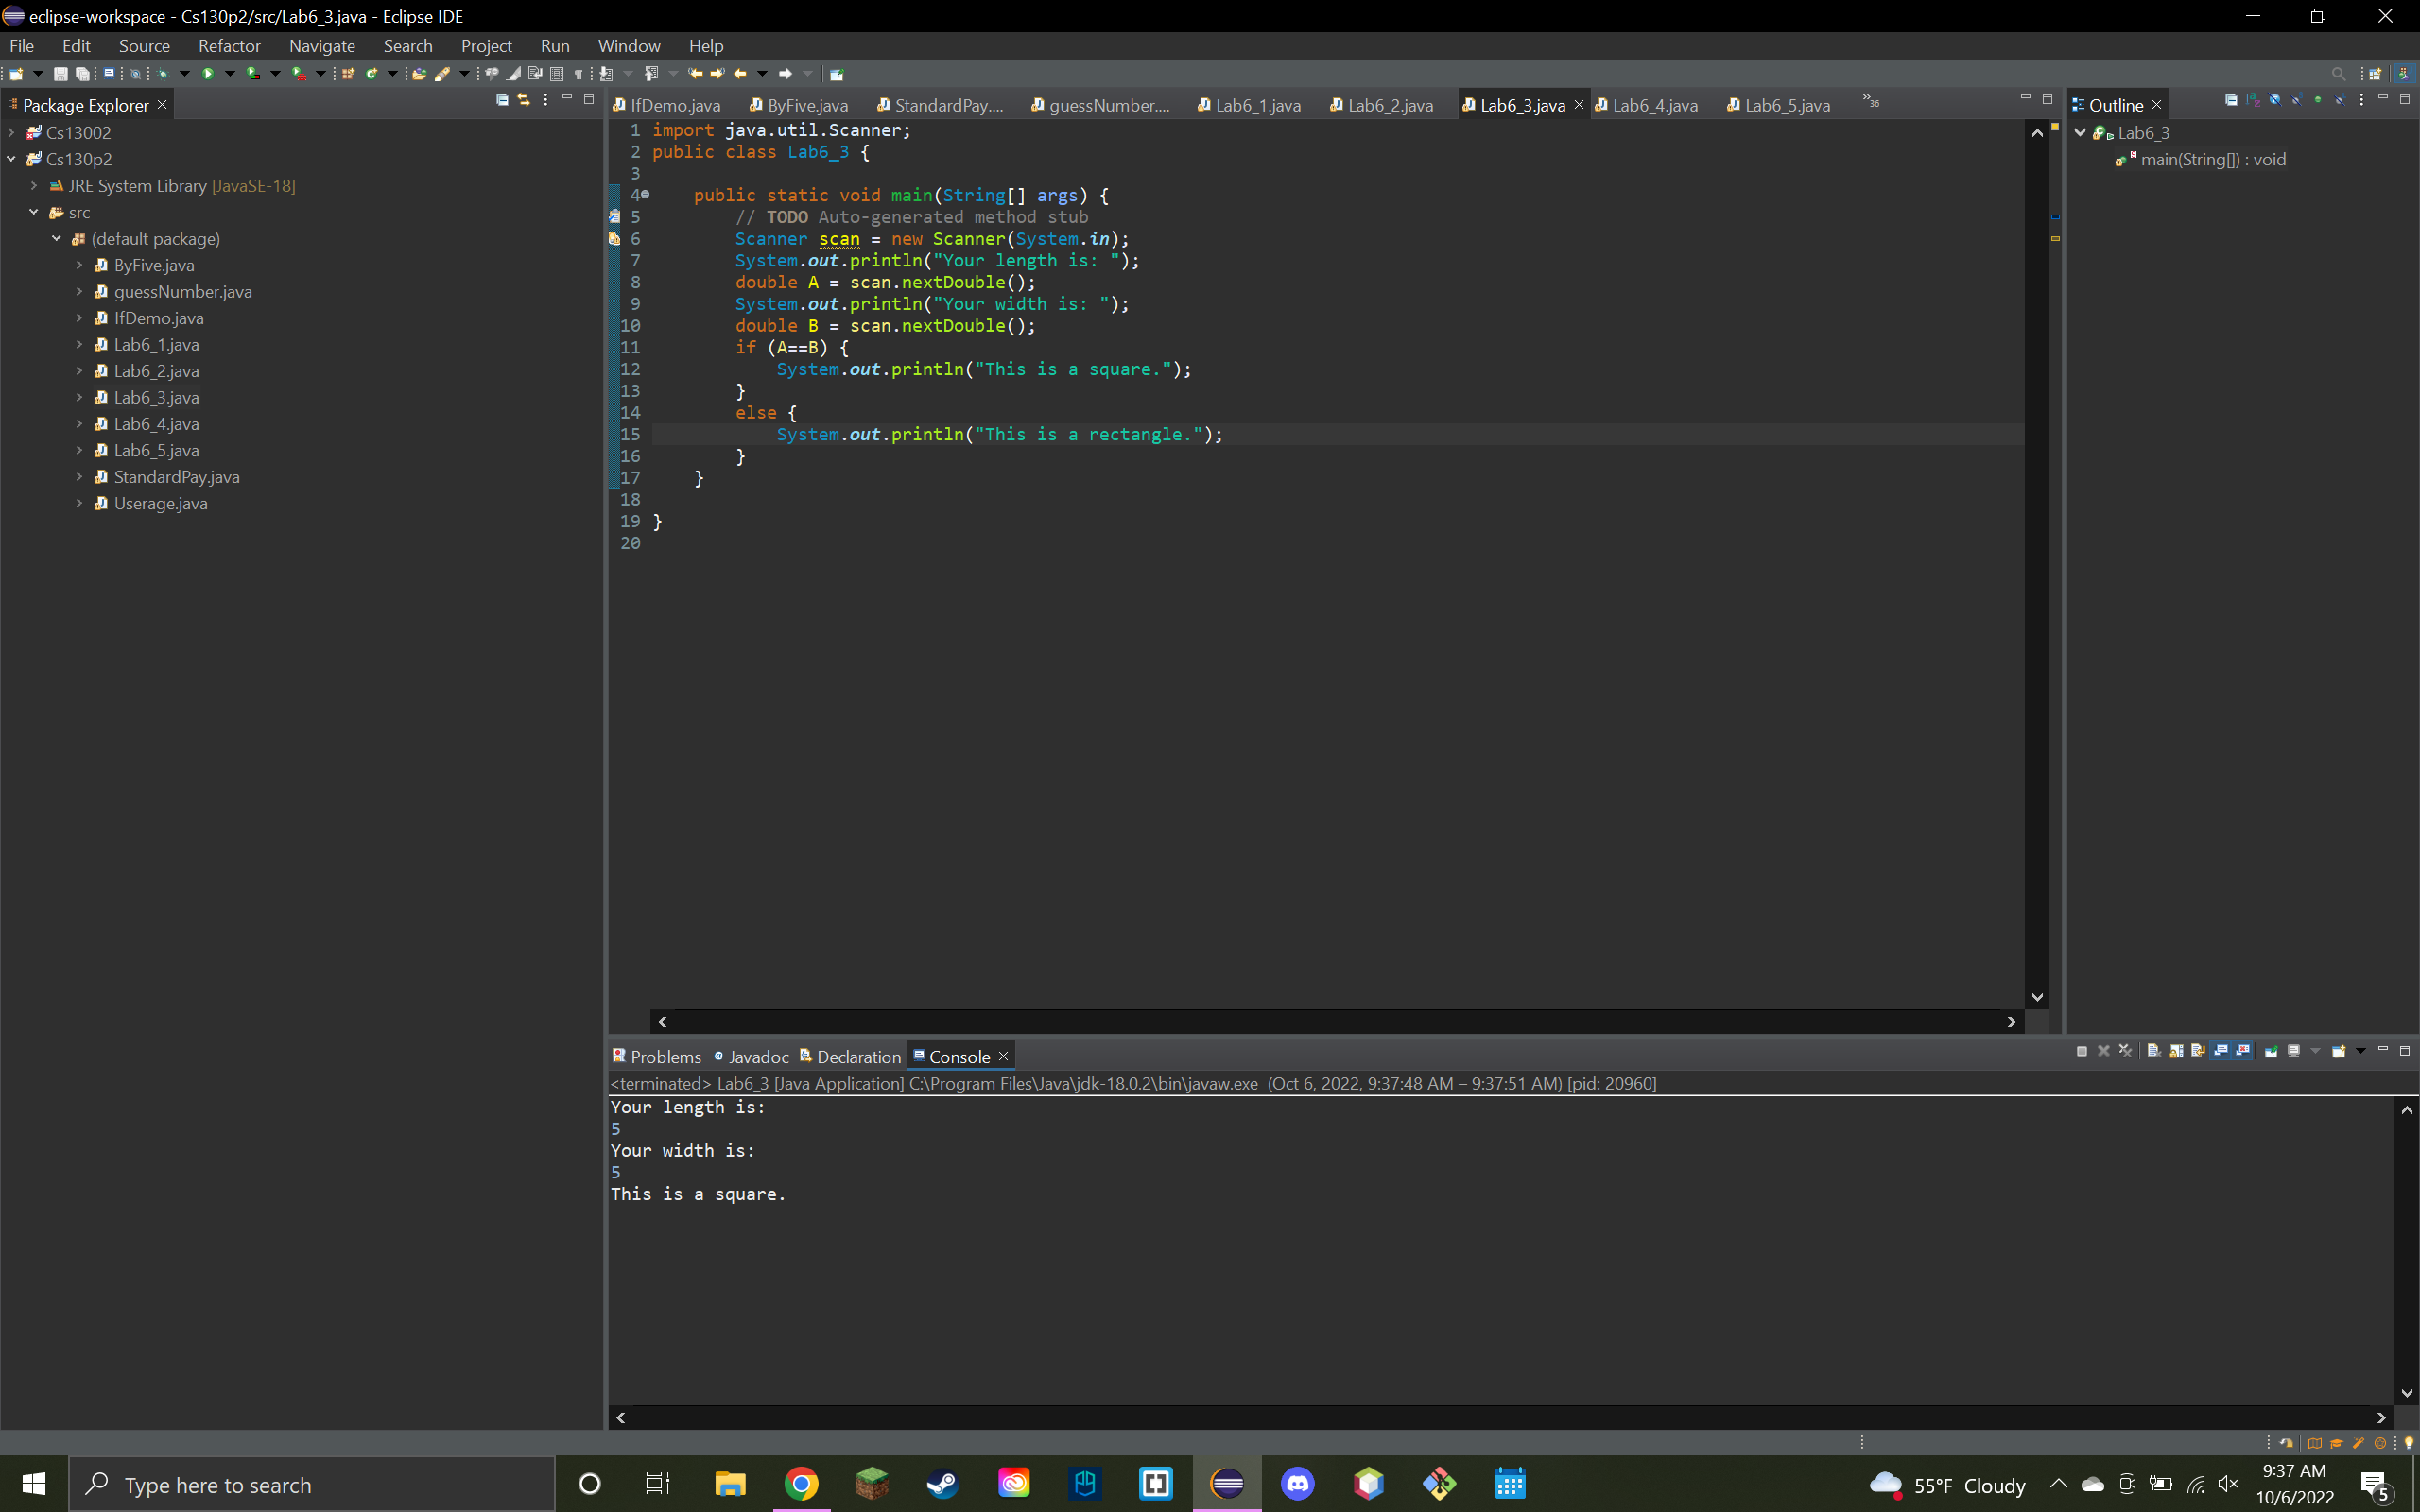 eclipse-workspace - Cs130p2/src/Lab6_3.java - Eclipse IDE
File Edit Source Refactor Navigate Search Project Run Window Help
Package Explorer
Cs13002
Cs130p2
JRE System Library [JavaSE-18]
src
(default package)
ByFive.java
guessNumber.java
IfDemo.java
Lab6_1.java
Lab6_2.java
Lab6_3.java
Lab6_4.java
Lab6_5.java
StandardPay.java
Userage.java
IfDemo.java ByFive.java StandardPay.... guessNumber.... Lab6_1.java Lab6_2.java Lab6_3.java Lab6_4.java Lab6_5.java »36
1 import java.util.Scanner;
2 public class Lab6_3 {
3
4 public static void main(String[] args) {
5 // TODO Auto-generated method stub
6 Scanner scan = new Scanner(System.in);
7 System.out.println("Your length is: ");
8 double A = scan.nextDouble();
9 System.out.println("Your width is: ");
10 double B = scan.nextDouble();
11 if (A==B) {
12 System.out.println("This is a square.");
13 }
14 else {
15 System.out.println("This is a rectangle.");
16 }
17 }
18
19 }
20
Outline
Lab6_3
main(String[]) : void
Problems Javadoc Declaration Console
<terminated> Lab6_3 [Java Application] C:\Program Files\Java\jdk-18.0.2\bin\javaw.exe (Oct 6, 2022, 9:37:48 AM – 9:37:51 AM) [pid: 20960]
Your length is:
5
Your width is:
5
This is a square.
Type here to search
55°F Cloudy
9:37 AM
10/6/2022
5